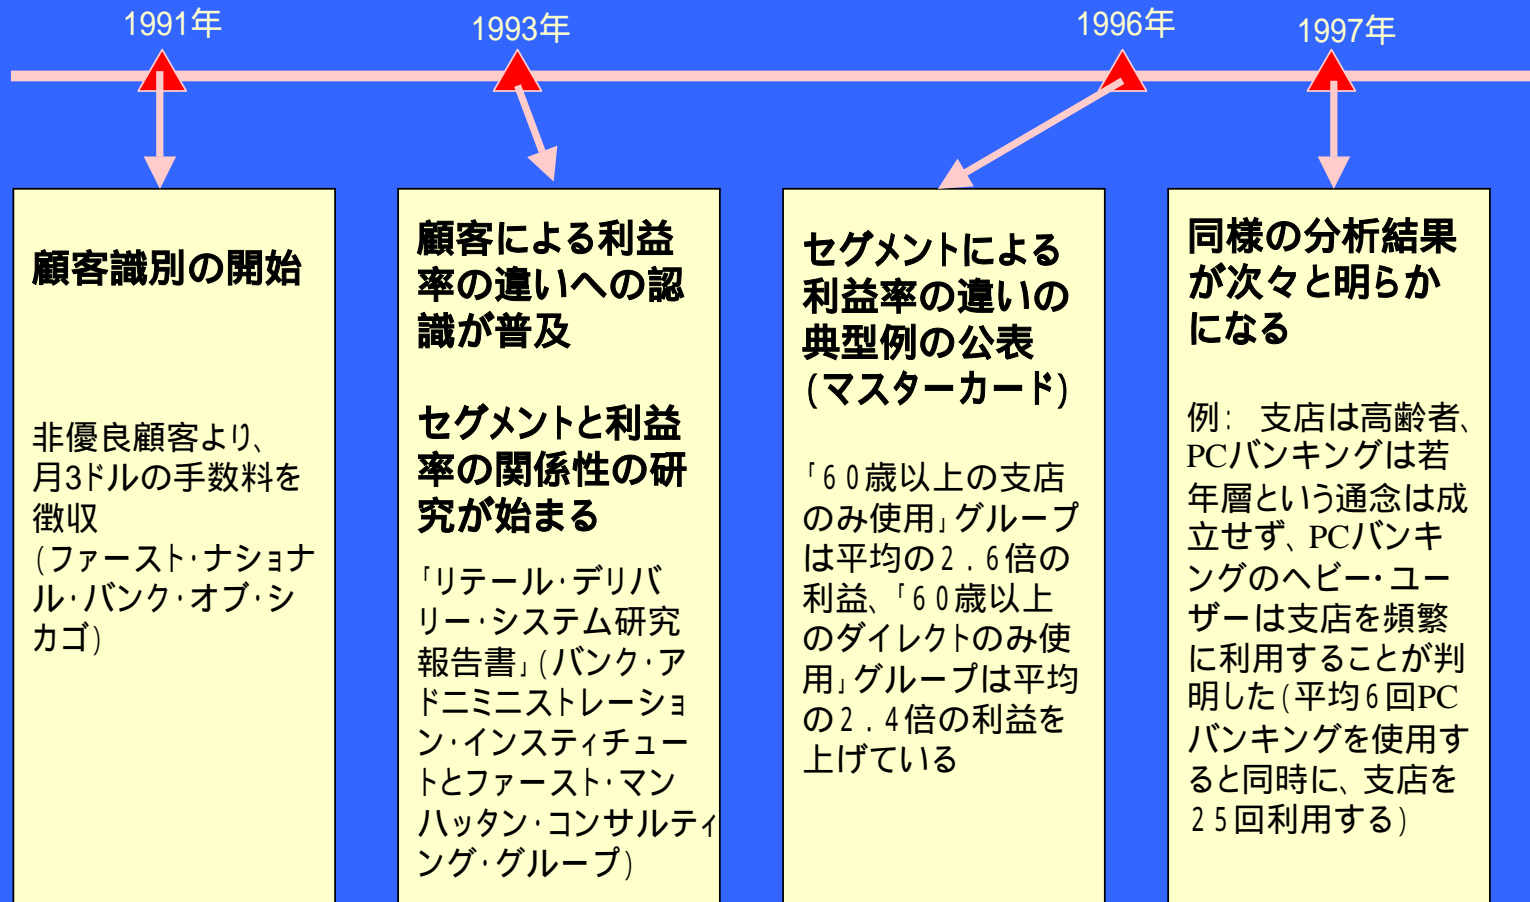 1991年
1993年
1996年
1997年
顧客識別の開始
非優良顧客より、
月3ドルの手数料を
徴収
(ファースト・ナショナ
ル・バンク・オブ・シ
カゴ)
顧客による利益
率の違いへの認
識が普及
セグメントと利益
率の関係性の研
究が始まる
「リテール・デリバ
リー・システム研究
報告書」(バンク・ア
ドニミニストレーショ
ン・インスティチュー
トとファースト・マン
ハッタン・コンサルティ
ング・グループ)
セグメントによる
利益率の違いの
典型例の公表
(マスターカード)
「60歳以上の支店
のみ使用」グループ
は平均の2.6倍の
利益、「60歳以上
のダイレクトのみ使
用」グループは平均
の2.4倍の利益を
上げている
同様の分析結果
が次々と明らか
になる
例: 支店は高齢者、
PCバンキングは若
年層という通念は成
立せず、PCバンキ
ングのヘビー・ユー
ザーは支店を頻繁
に利用することが判
明した(平均6回PC
バンキングを使用す
ると同時に、支店を
25回利用する)